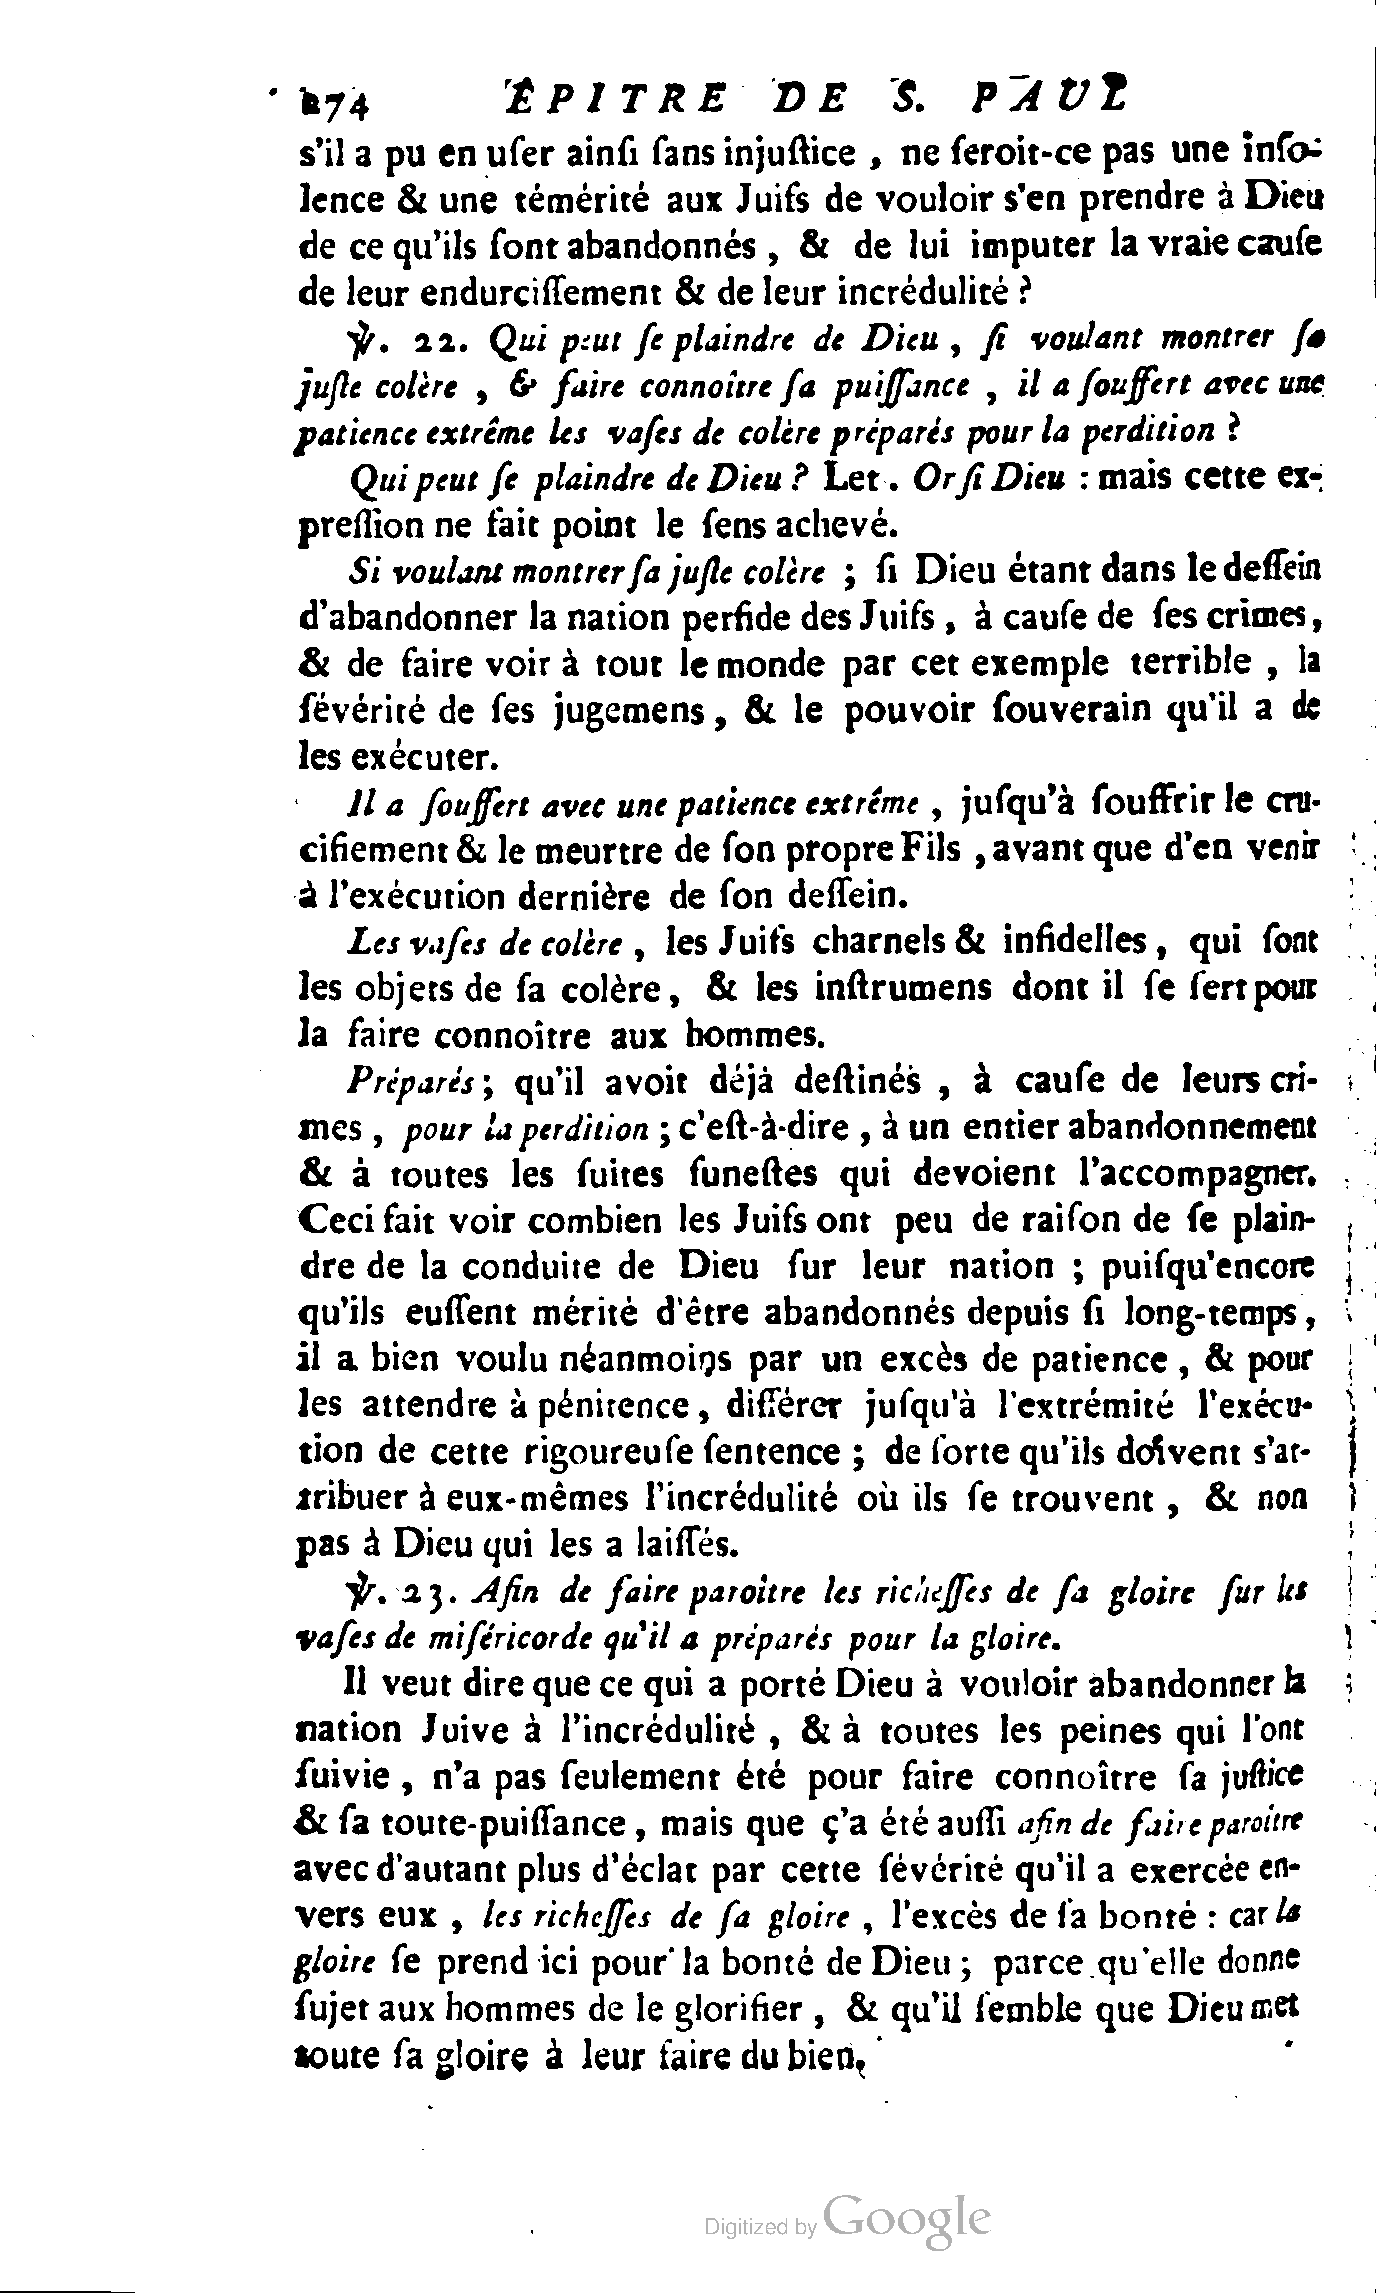 274 ÉPITRE DE S. PAUL
s'il a pu en uſer ainſi ſans injuſtice, ne ſeroit-ce pas une inſo-
lence & une témérité aux Juifs de vouloir s'en prendre à Dieu
de ce qu'ils ſont abandonnés, & de lui imputer la vraie cauſe
de leur endurciſſement & de leur incrédulité ?
℣. 22. Qui peut ſe plaindre de Dieu, ſi voulant montrer ſa
juſte colère, & faire connoître ſa puiſſance, il a ſouffert avec une
patience extrême les vaſes de colère préparés pour la perdition ?
Qui peut ſe plaindre de Dieu ? Let. Or ſi Dieu : mais cette ex-
preſſion ne fait point le ſens achevé.
Si voulant montrer ſa juſte colère ; ſi Dieu étant dans le deſſein
d'abandonner la nation perfide des Juifs, à cauſe de ſes crimes,
& de faire voir à tout le monde par cet exemple terrible, la
ſévérité de ſes jugemens, & le pouvoir ſouverain qu'il a de
les exécuter.
Il a ſouffert avec une patience extrême, juſqu'à ſouffrir le cru-
cifiement & le meurtre de ſon propre Fils, avant que d'en venir
à l'exécution dernière de ſon deſſein.
Les vaſes de colère, les Juifs charnels & infidelles, qui ſont
les objets de ſa colère, & les inſtrumens dont il ſe ſert pour
la faire connoître aux hommes.
Préparés ; qu'il avoit déjà deſtinés, à cauſe de leurs cri-
mes, pour la perdition ; c'eſt-à-dire, à un entier abandonnement
& à toutes les ſuites funeſtes qui devoient l'accompagner.
Ceci fait voir combien les Juifs ont peu de raiſon de ſe plain-
dre de la conduite de Dieu ſur leur nation ; puiſqu'encore
qu'ils euſſent mérité d'être abandonnés depuis ſi long-temps,
il a bien voulu néanmoins par un excès de patience, & pour
les attendre à pénitence, différer juſqu'à l'extrémité l'exécu-
tion de cette rigoureuſe ſentence ; de ſorte qu'ils doivent s'at-
tribuer à eux-mêmes l'incrédulité où ils ſe trouvent, & non
pas à Dieu qui les a laiſſés.
℣. 23. Afin de faire paroître les richeſſes de ſa gloire ſur les
vaſes de miſéricorde qu'il a préparés pour la gloire.
Il veut dire que ce qui a porté Dieu à vouloir abandonner la
nation Juive à l'incrédulité, & à toutes les peines qui l'ont
ſuivie, n'a pas ſeulement été pour faire connoître ſa juſtice
& ſa toute-puiſſance, mais que ç'a été auſſi afin de faire paroître
avec d'autant plus d'éclat par cette ſévérité qu'il a exercée en-
vers eux, les richeſſes de ſa gloire, l'excès de ſa bonté : car la
gloire ſe prend ici pour la bonté de Dieu ; parce qu'elle donne
ſujet aux hommes de le glorifier, & qu'il ſemble que Dieu met
toute ſa gloire à leur faire du bien.
Digitized by Google